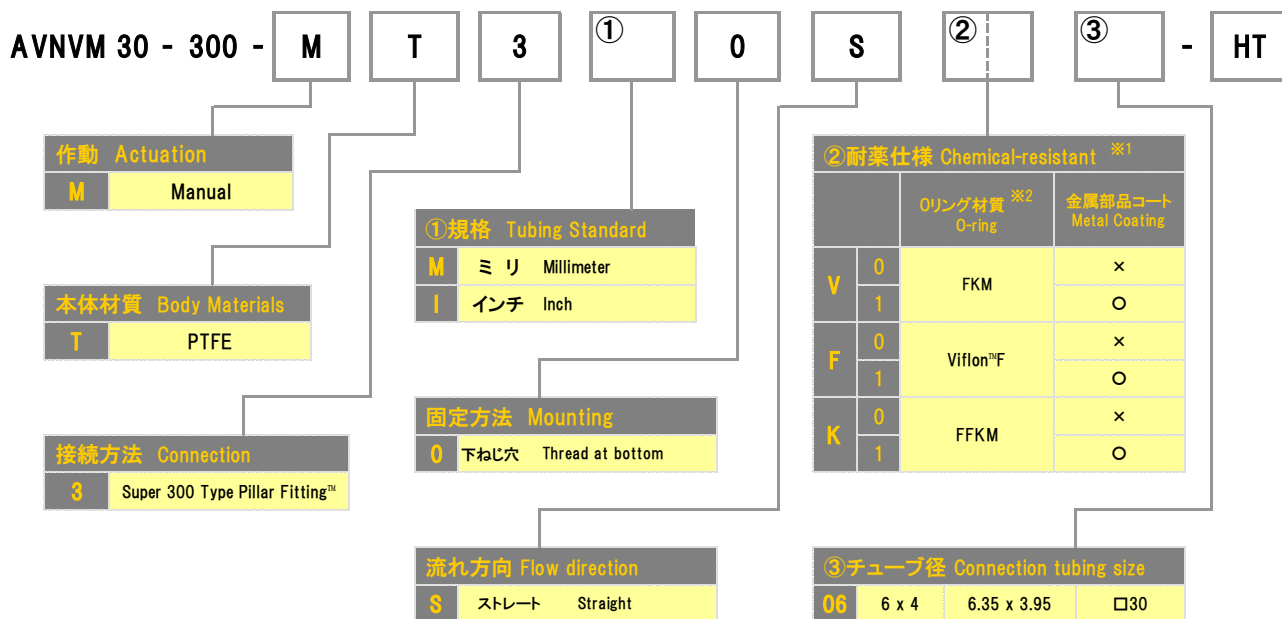 AVNVM 30 - 300 - M T 3 ① 0 S ② ③ - HT
作動 Actuation
M Manual
本体材質 Body Materials
T PTFE
接続方法 Connection
3 Super 300 Type Pillar Fitting™
①規格 Tubing Standard
M ミリ Millimeter
I インチ Inch
固定方法 Mounting
0 下ねじ穴 Thread at bottom
流れ方向 Flow direction
S ストレート Straight
②耐薬仕様 Chemical-resistant ※1
Oリング材質 ※2 金属部品コート
O-ring Metal Coating
V 0 FKM ×
1 ○
F 0 Viflon™F ×
1 ○
K 0 FFKM ×
1 ○
③チューブ径 Connection tubing size
06 6 x 4 6.35 x 3.95 □30